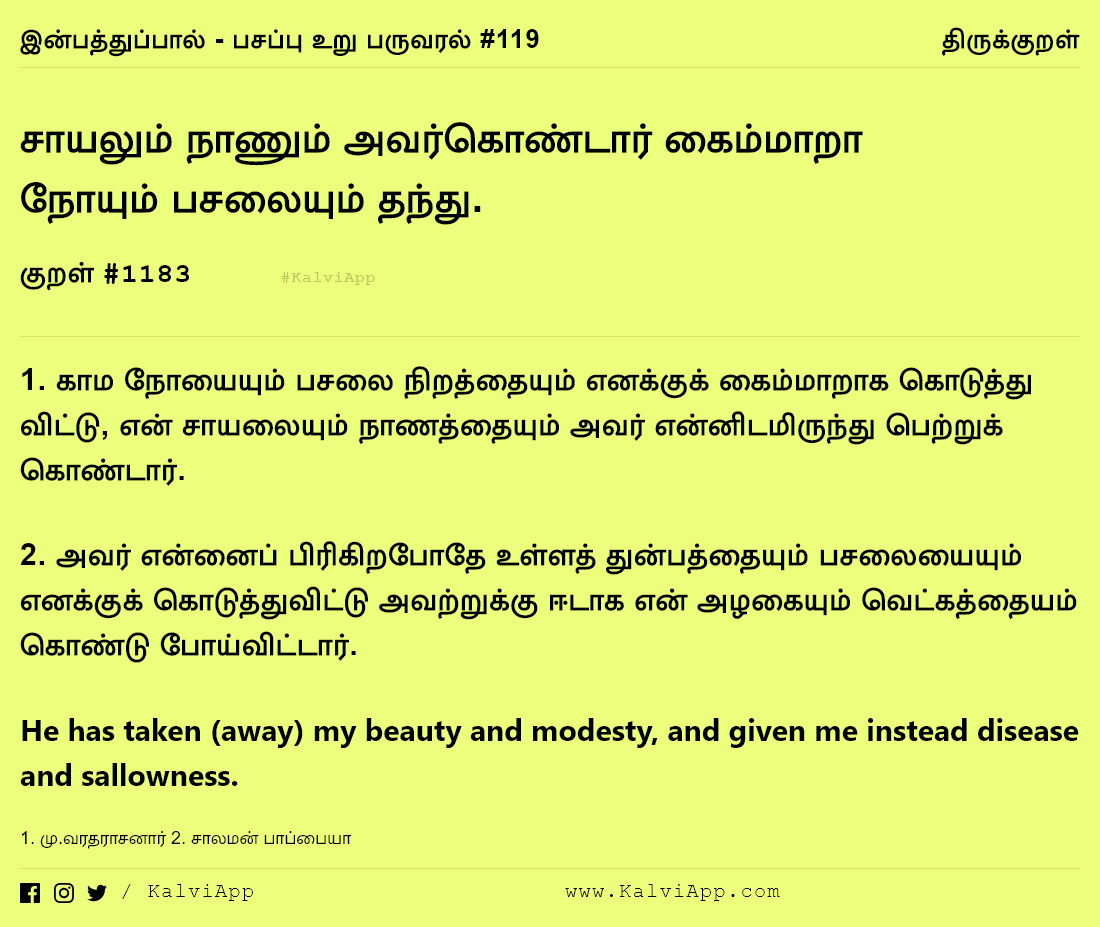 இன்பத்துப்பால் - பசப்பு உறு பருவரல் #119 திருக்குறள்
சாயலும் நாணும் அவர்கொண்டார் கைம்மாறா
நோயும் பசலையும் தந்து.
குறள் #1183 #KalviApp
1. காம நோயையும் பசலை நிறத்தையும் எனக்குக் கைம்மாறாக கொடுத்து
விட்டு, என் சாயலையும் நாணத்தையும் அவர் என்னிடமிருந்து பெற்றுக்
கொண்டார்.
2. அவர் என்னைப் பிரிகிறபோதே உள்ளத் துன்பத்தையும் பசலையையும்
எனக்குக் கொடுத்துவிட்டு அவற்றுக்கு ஈடாக என் அழகையும் வெட்கத்தையம்
கொண்டு போய்விட்டார்.
He has taken (away) my beauty and modesty, and given me instead disease
and sallowness.
1. மு.வரதராசனார் 2. சாலமன் பாப்பையா
/ KalviApp www.KalviApp.com